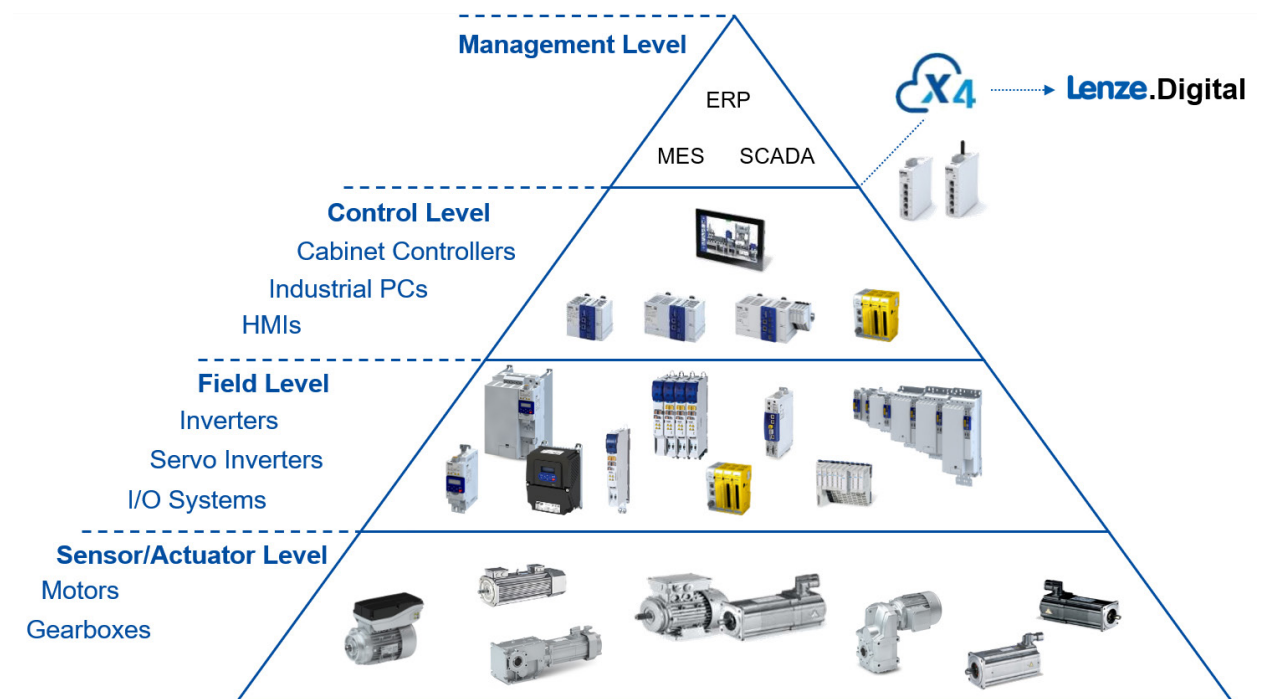 Management Level
ERP
MES SCADA
X4
Lenze.Digital
Control Level
Cabinet Controllers
Industrial PCs
HMIs
Field Level
Inverters
Servo Inverters
I/O Systems
Sensor/Actuator Level
Motors
Gearboxes